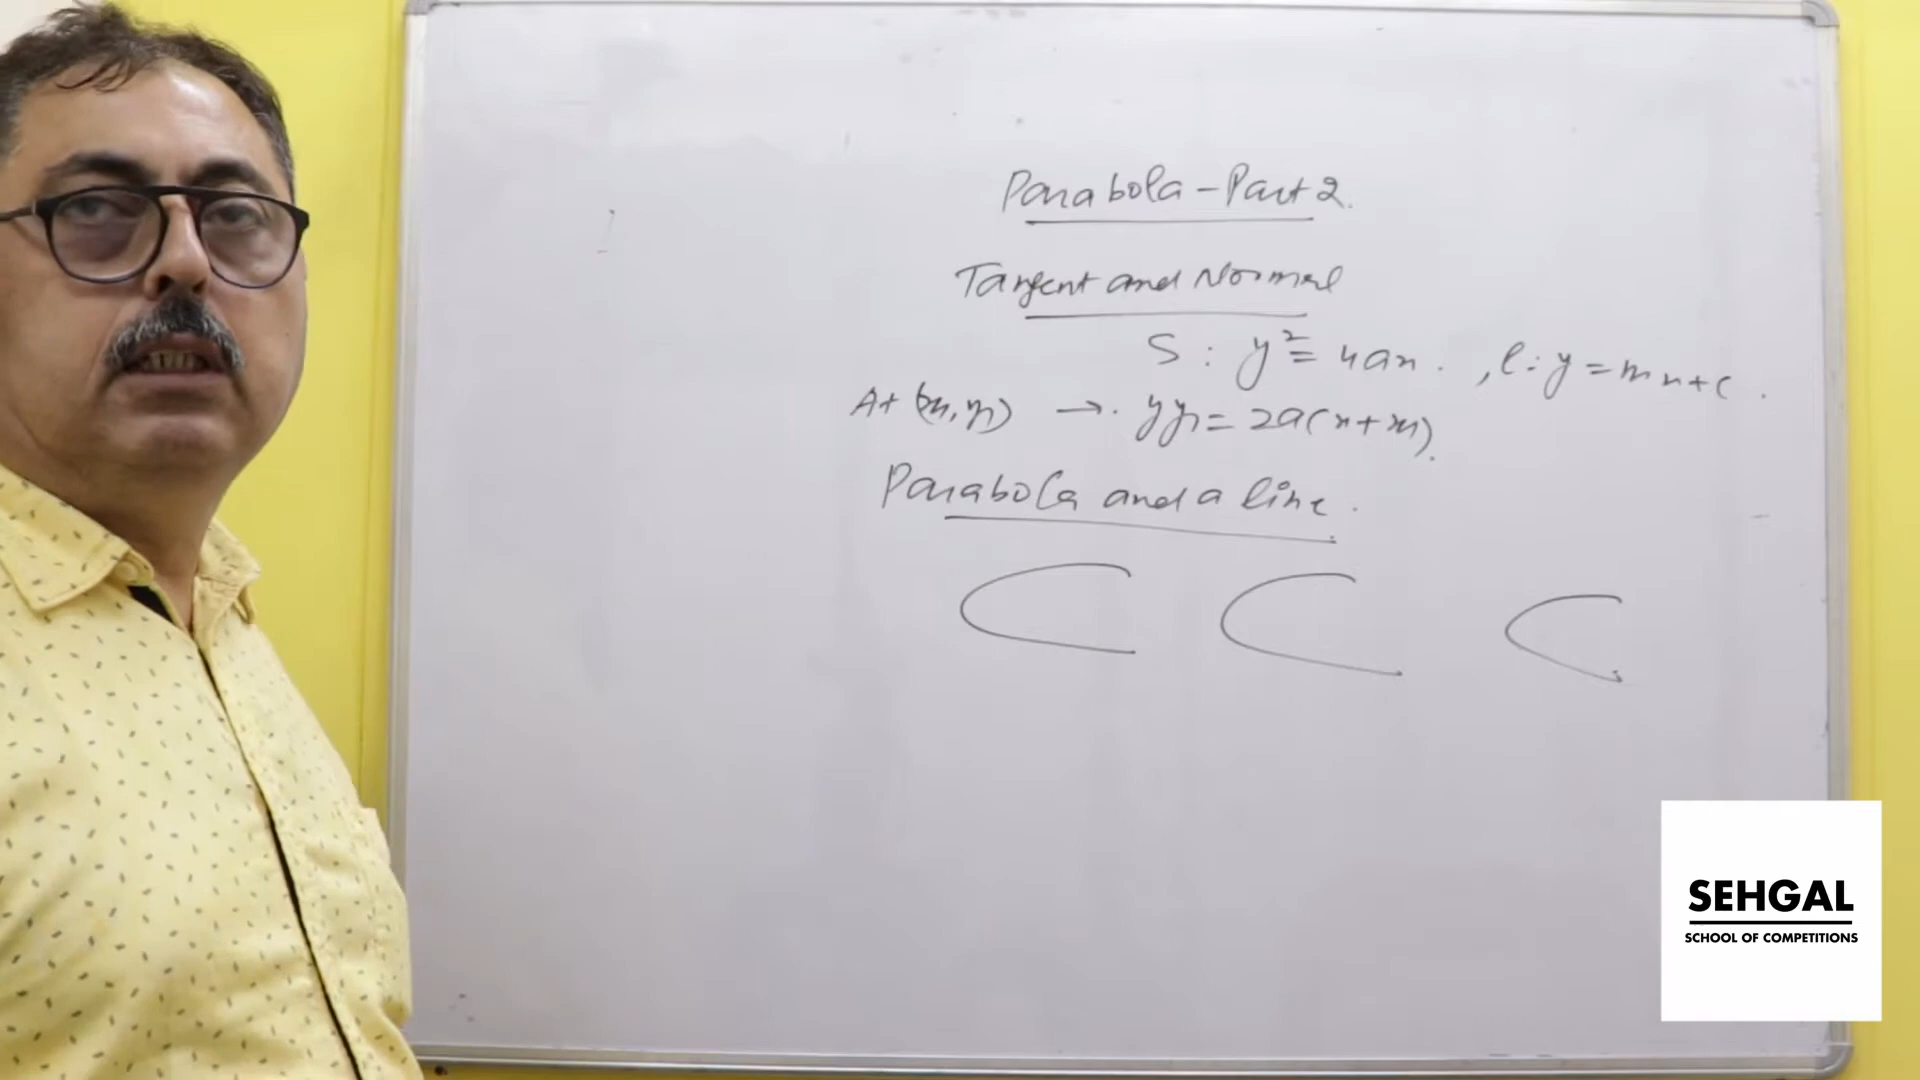 Parabola - Part 2.
Tangent and Normal
S : y² = 4ax . , l : y = mx + c .
At (x₁, y₁) → . yy₁ = 2a(x + x₁).
Parabola and a line .
SEHGAL
SCHOOL OF COMPETITIONS